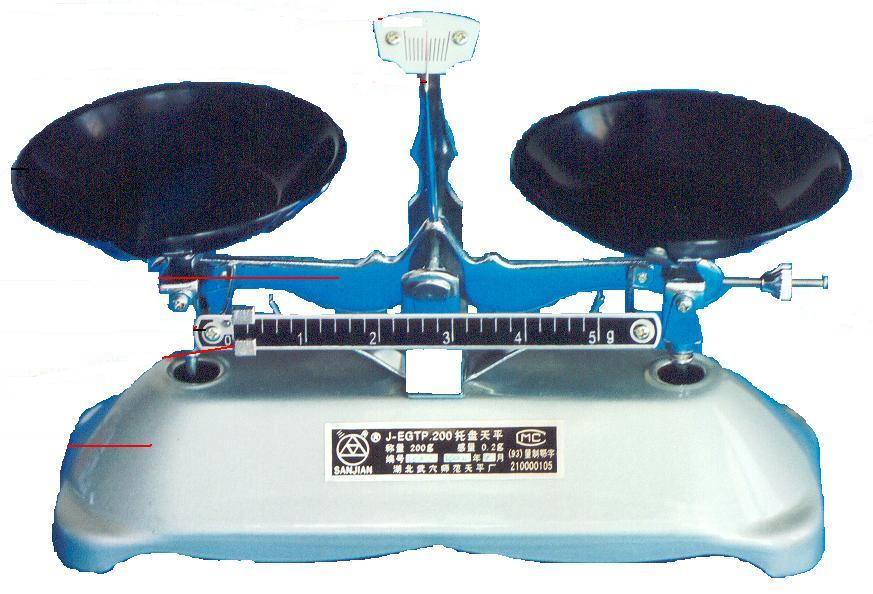 0 1 2 3 4 5 g
® J-EGTP.200托盘天平 MC
称量 200g 感量 0.2g (93)量制鄂字
编号 年 月 210000105
SANJIAN 湖北武穴师范天平厂